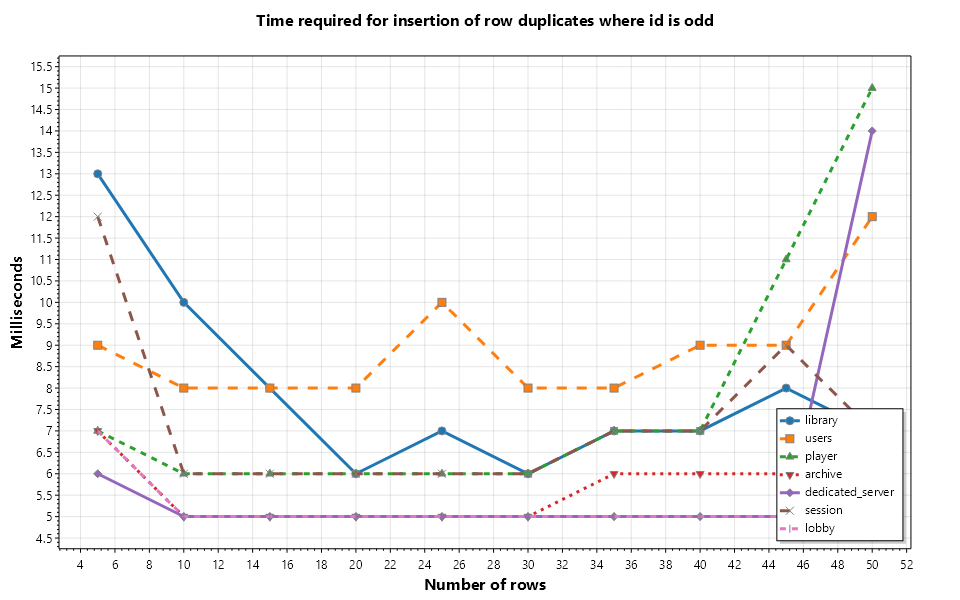 Time required for insertion of row duplicates where id is odd
Milliseconds
15.5
15
14.5
14
13.5
13
12.5
12
11.5
11
10.5
10
9.5
9
8.5
8
7.5
7
6.5
6
5.5
5
4.5
library
users
player
archive
dedicated_server
session
lobby
4 6 8 10 12 14 16 18 20 22 24 26 28 30 32 34 36 38 40 42 44 46 48 50 52
Number of rows